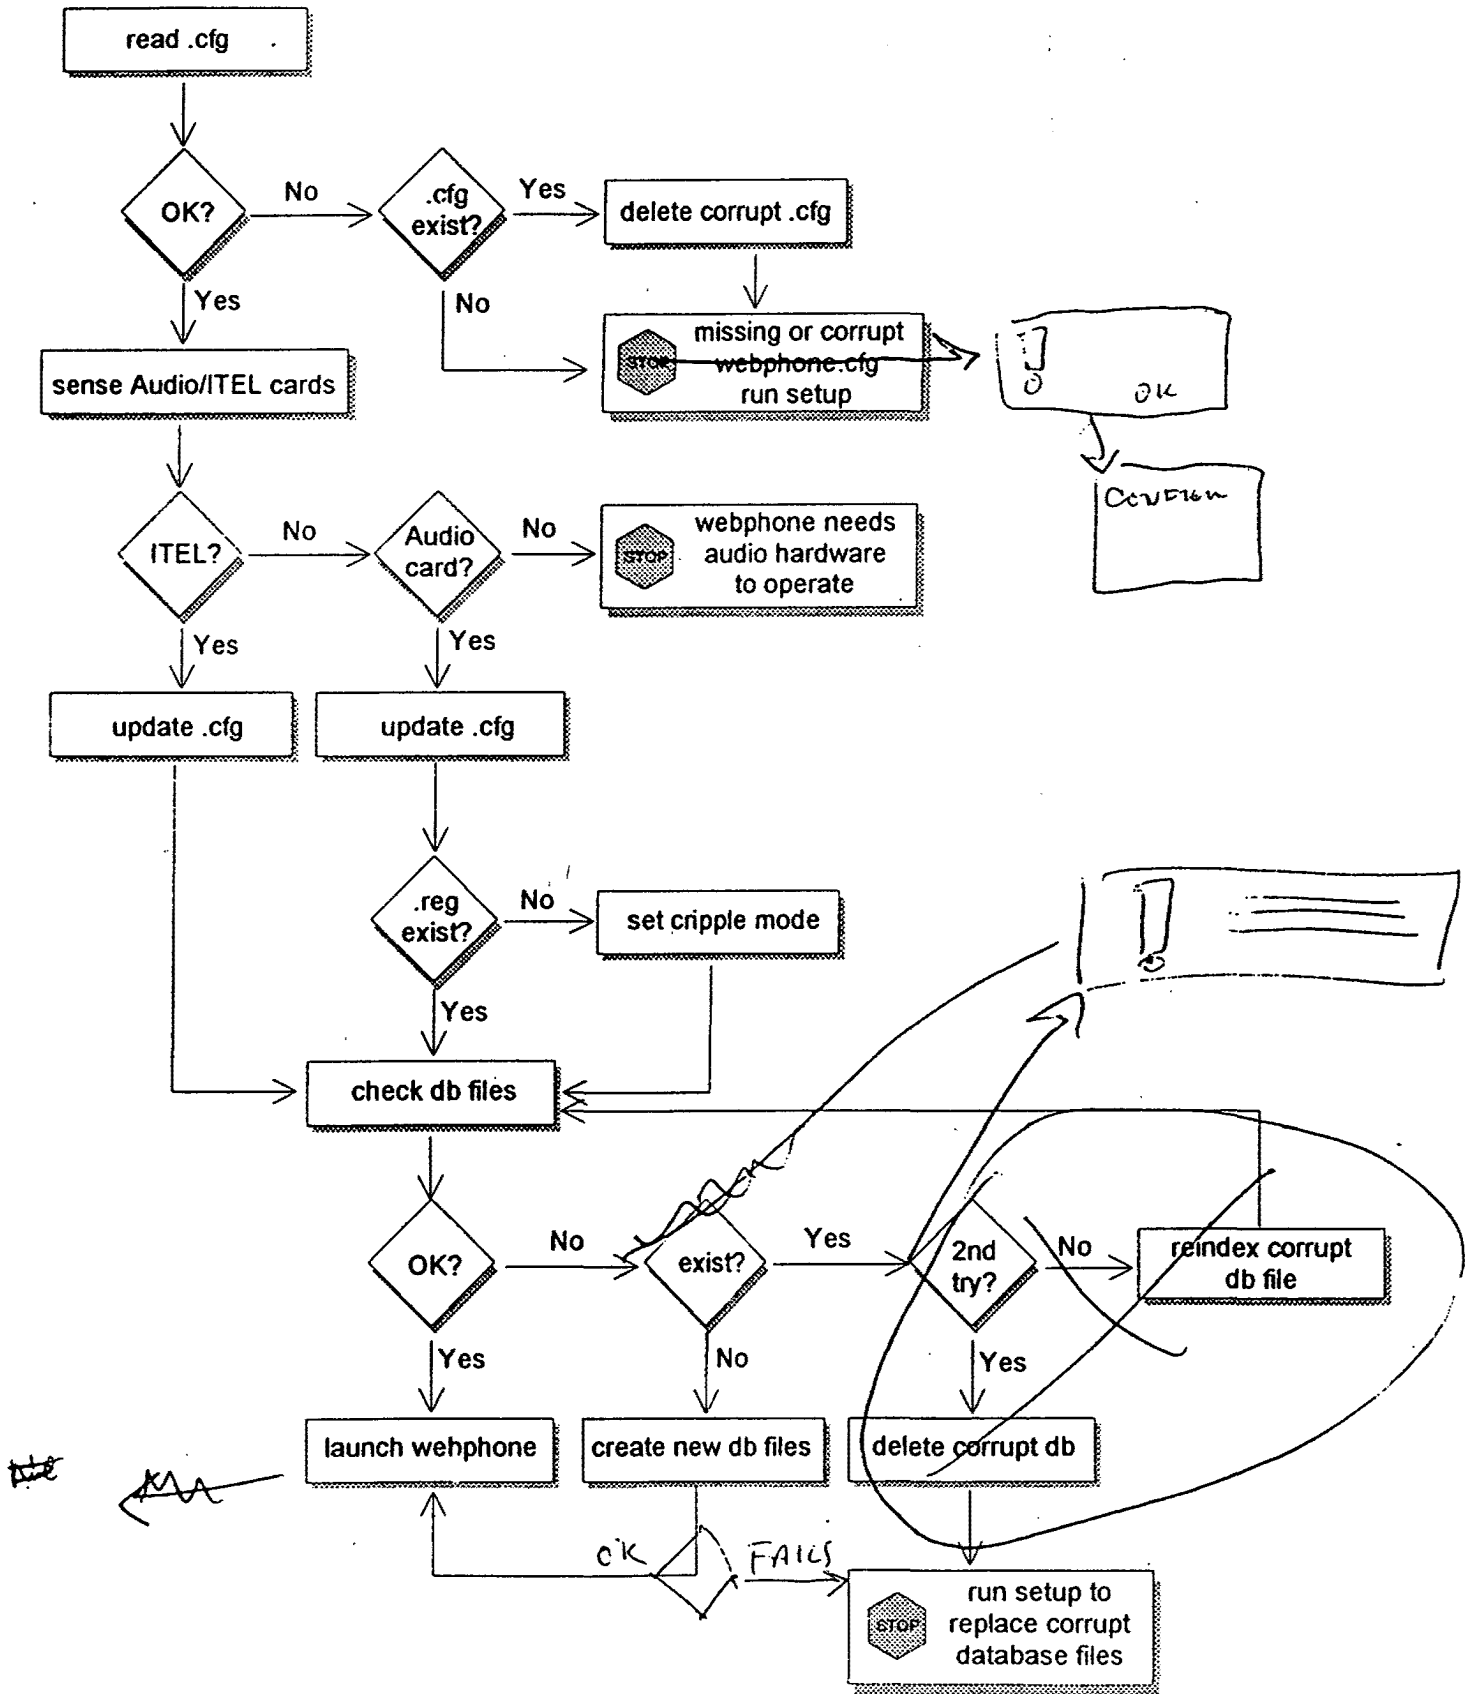 read .cfg
OK?
No
.cfg
exist?
Yes
delete corrupt .cfg
Yes
No
sense Audio/ITEL cards
STOP
missing or corrupt
webphone.cfg
run setup
OK
ITEL?
No
Audio
card?
No
STOP
webphone needs
audio hardware
to operate
Yes
Yes
update .cfg
update .cfg
.reg
exist?
No
set cripple mode
Yes
check db files
OK?
No
exist?
Yes
2nd
try?
No
reindex corrupt
db file
Yes
No
Yes
launch wehphone
create new db files
delete corrupt db
OK
FAILS
STOP
run setup to
replace corrupt
database files